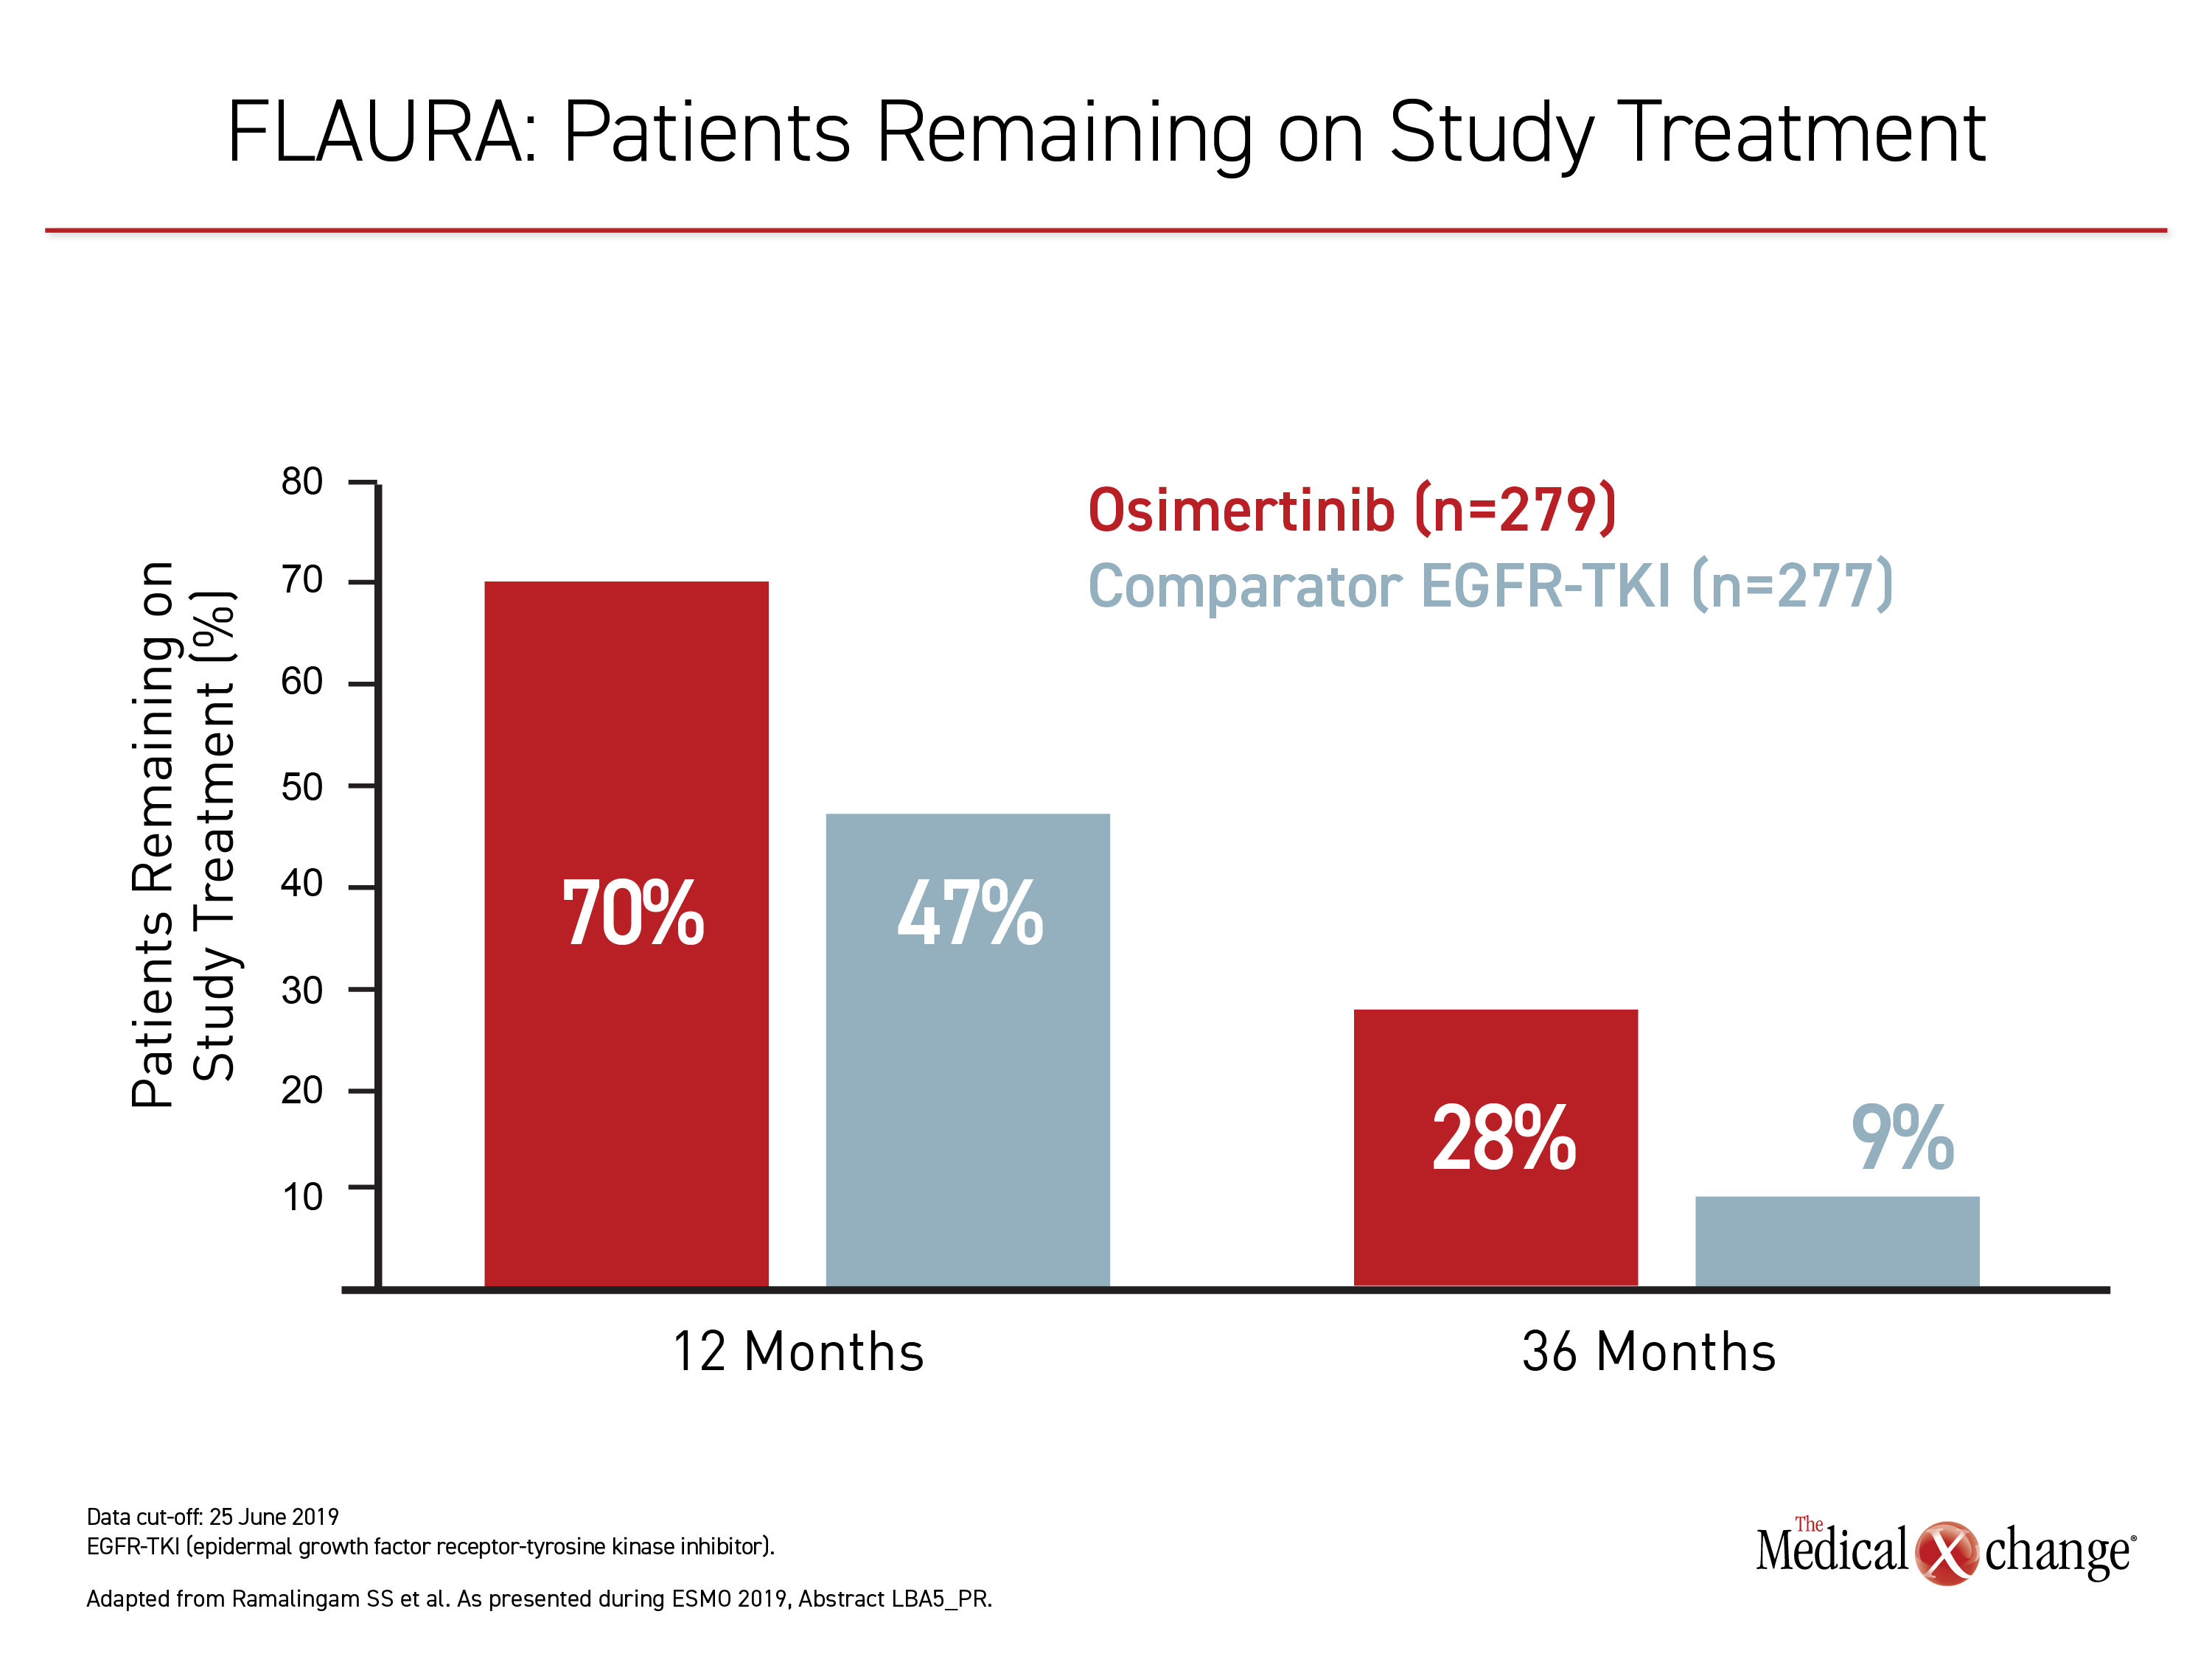 FLAURA: Patients Remaining on Study Treatment
Osimertinib (n=279)
Comparator EGFR-TKI (n=277)
Patients Remaining on
Study Treatment (%)
80
70
60
50
40
30
20
10
70%
47%
28%
9%
12 Months
36 Months
Data cut-off: 25 June 2019
EGFR-TKI (epidermal growth factor receptor-tyrosine kinase inhibitor).
Adapted from Ramalingam SS et al. As presented during ESMO 2019, Abstract LBA5_PR.
The
Medical X change®